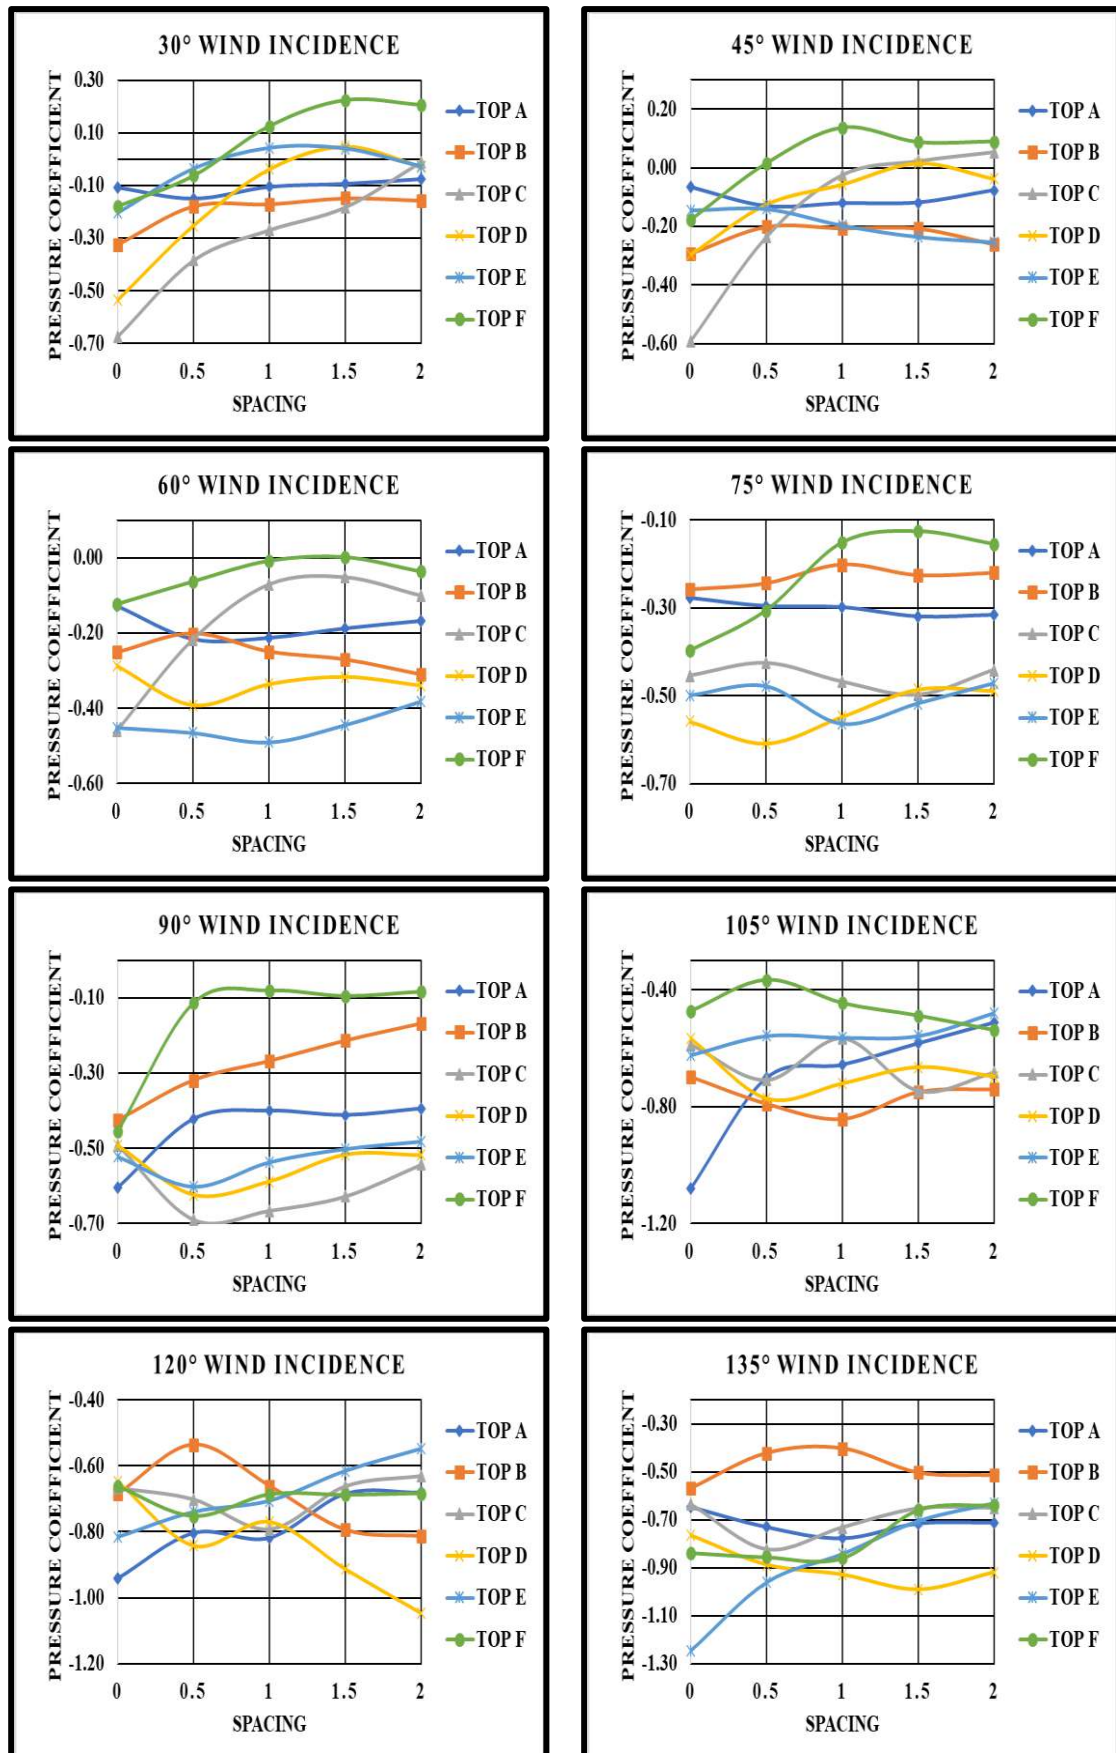 30° WIND INCIDENCE
PRESSURE COEFFICIENT
0.30
0.10
-0.10
-0.30
-0.50
-0.70
0 0.5 1 1.5 2
SPACING
TOP A
TOP B
TOP C
TOP D
TOP E
TOP F
45° WIND INCIDENCE
PRESSURE COEFFICIENT
0.20
0.00
-0.20
-0.40
-0.60
0 0.5 1 1.5 2
SPACING
TOP A
TOP B
TOP C
TOP D
TOP E
TOP F
60° WIND INCIDENCE
PRESSURE COEFFICIENT
0.00
-0.20
-0.40
-0.60
0 0.5 1 1.5 2
SPACING
TOP A
TOP B
TOP C
TOP D
TOP E
TOP F
75° WIND INCIDENCE
PRESSURE COEFFICIENT
-0.10
-0.30
-0.50
-0.70
0 0.5 1 1.5 2
SPACING
TOP A
TOP B
TOP C
TOP D
TOP E
TOP F
90° WIND INCIDENCE
PRESSURE COEFFICIENT
-0.10
-0.30
-0.50
-0.70
0 0.5 1 1.5 2
SPACING
TOP A
TOP B
TOP C
TOP D
TOP E
TOP F
105° WIND INCIDENCE
PRESSURE COEFFICIENT
-0.40
-0.80
-1.20
0 0.5 1 1.5 2
SPACING
TOP A
TOP B
TOP C
TOP D
TOP E
TOP F
120° WIND INCIDENCE
PRESSURE COEFFICIENT
-0.40
-0.60
-0.80
-1.00
-1.20
0 0.5 1 1.5 2
SPACING
TOP A
TOP B
TOP C
TOP D
TOP E
TOP F
135° WIND INCIDENCE
PRESSURE COEFFICIENT
-0.30
-0.50
-0.70
-0.90
-1.10
-1.30
0 0.5 1 1.5 2
SPACING
TOP A
TOP B
TOP C
TOP D
TOP E
TOP F